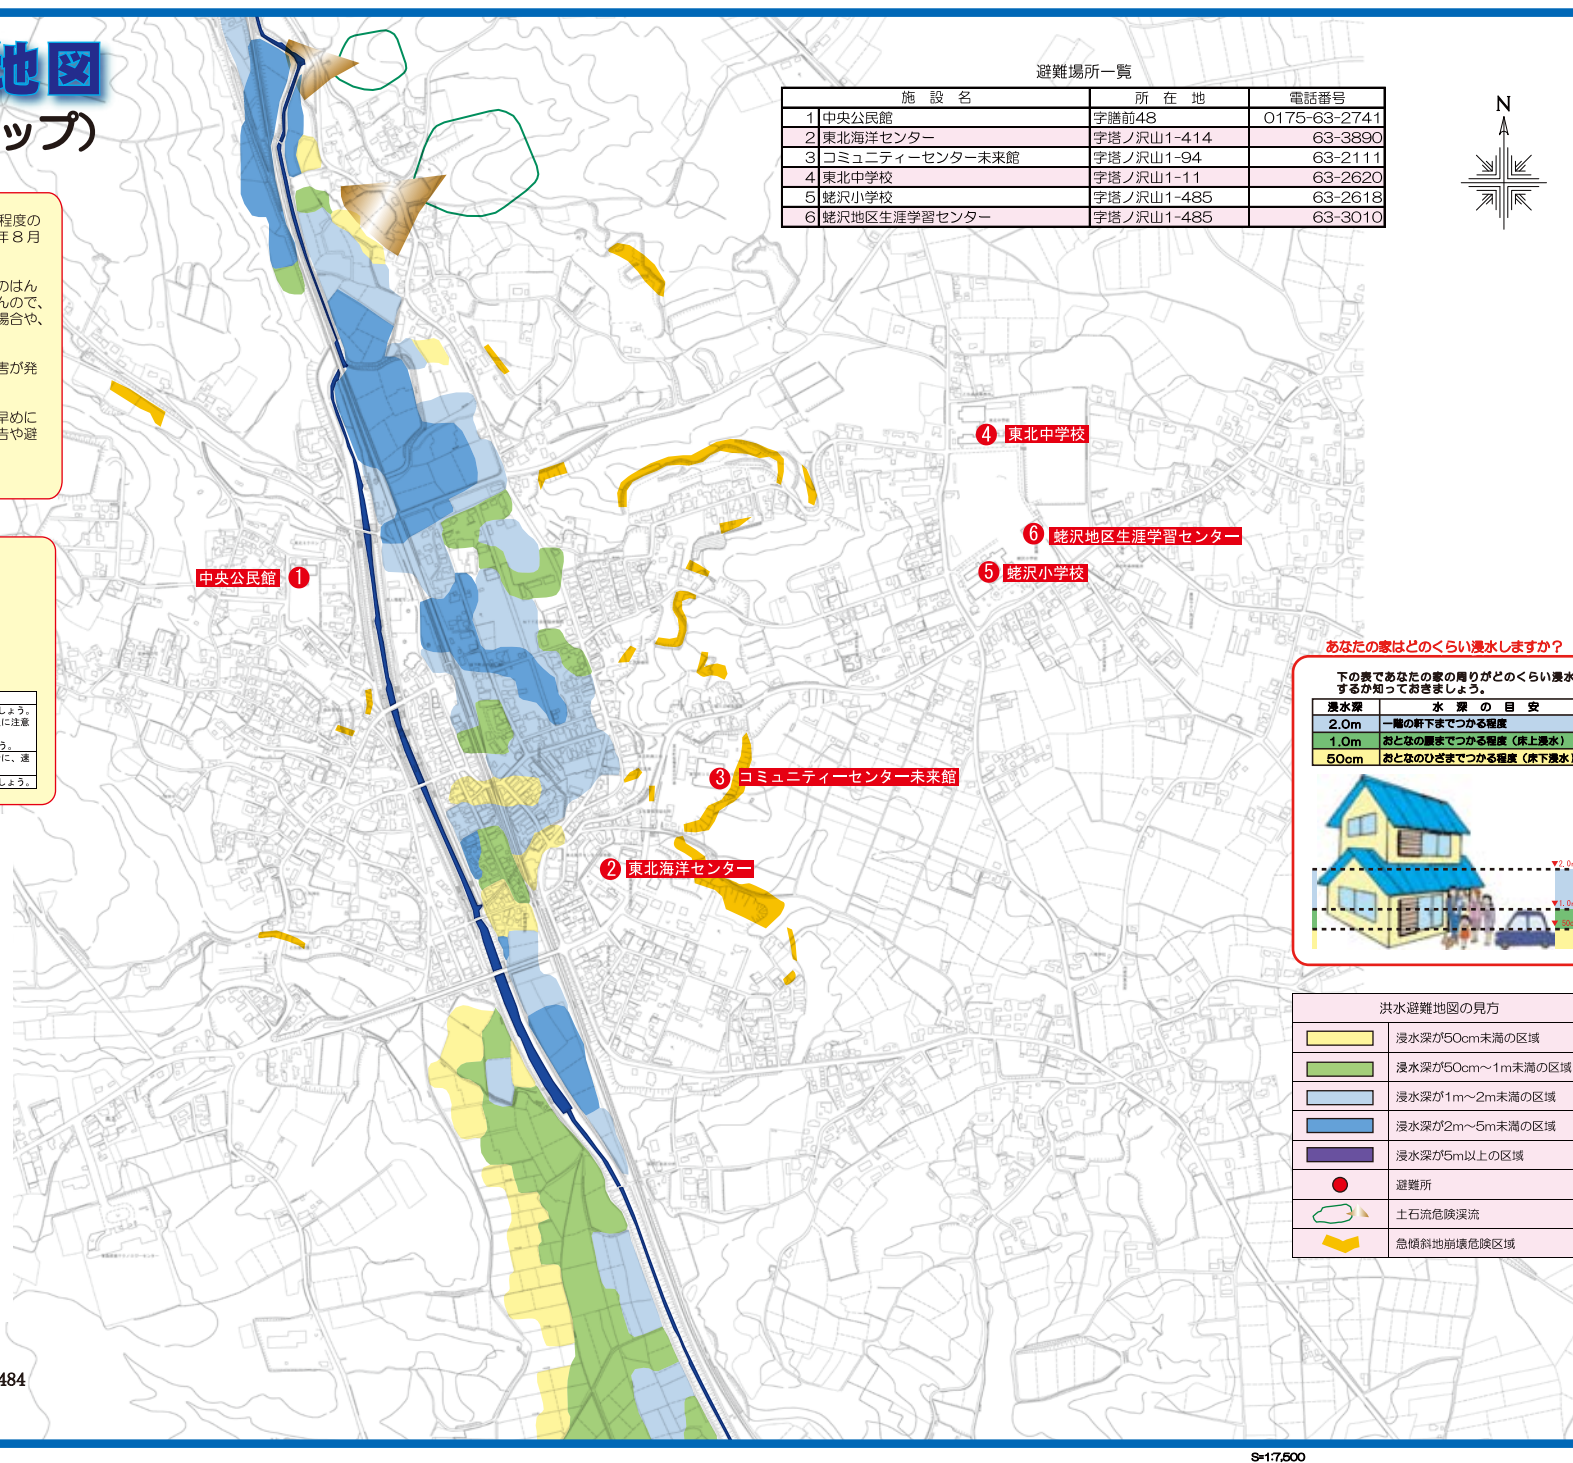 地図
ップ）
程度の
年８月
のはん
んので、
場合や、
害が発
早めに
告や避
しょう。
に注意
う。
に、速
しょう。
484
避難場所一覧
施設名 所在地 電話番号
1 中央公民館 字膳前48 0175-63-2741
2 東北海洋センター 字塔ノ沢山1-414 63-3890
3 コミュニティーセンター未来館 字塔ノ沢山1-94 63-2111
4 東北中学校 字塔ノ沢山1-11 63-2620
5 蛯沢小学校 字塔ノ沢山1-485 63-2618
6 蛯沢地区生涯学習センター 字塔ノ沢山1-485 63-3010
N
4 東北中学校
6 蛯沢地区生涯学習センター
5 蛯沢小学校
中央公民館 1
3 コミュニティーセンター未来館
2 東北海洋センター
あなたの家はどのくらい浸水しますか？
下の表であなたの家の周りがどのくらい浸水
するか知っておきましょう。
浸水深 水深の目安
2.0m 一階の軒下までつかる程度
1.0m おとなの腰までつかる程度（床上浸水）
50cm おとなのひざまでつかる程度（床下浸水）
▼2.0m
▼1.0m
▼50c
洪水避難地図の見方
浸水深が50cm未満の区域
浸水深が50cm～1m未満の区域
浸水深が1m～2m未満の区域
浸水深が2m～5m未満の区域
浸水深が5m以上の区域
避難所
土石流危険渓流
急傾斜地崩壊危険区域
S=1:7,500